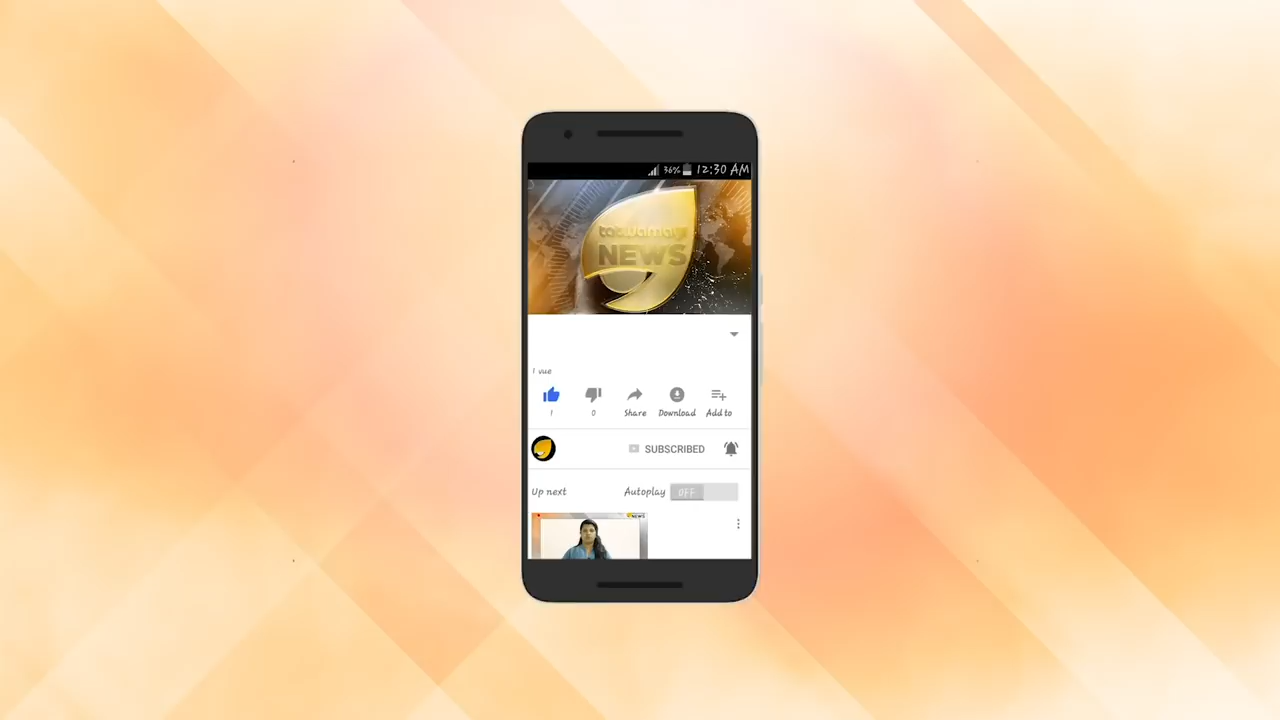 36% 12:30 AM
tatwamayi
NEWS
1 vue
1 0 Share Download Add to
SUBSCRIBED
Up next Autoplay OFF
NEWS